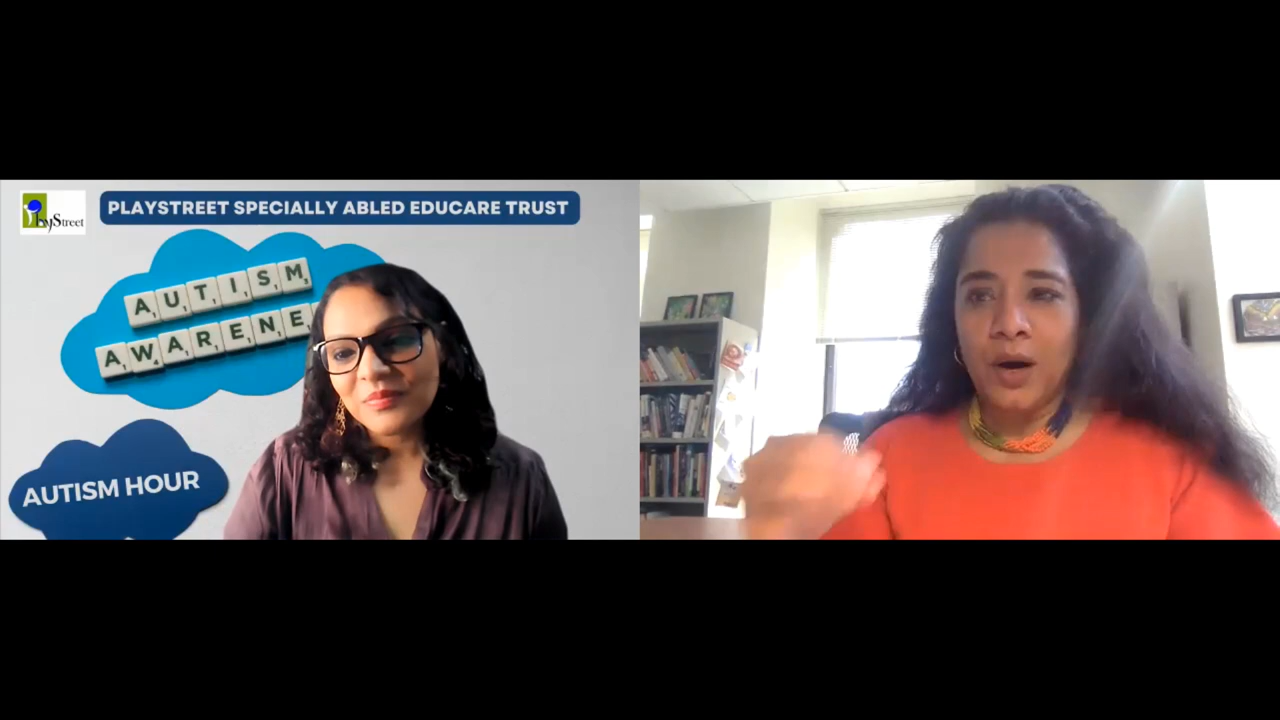 PlayStreet
PLAYSTREET SPECIALLY ABLED EDUCARE TRUST
AUTISM
AWARENE
AUTISM HOUR